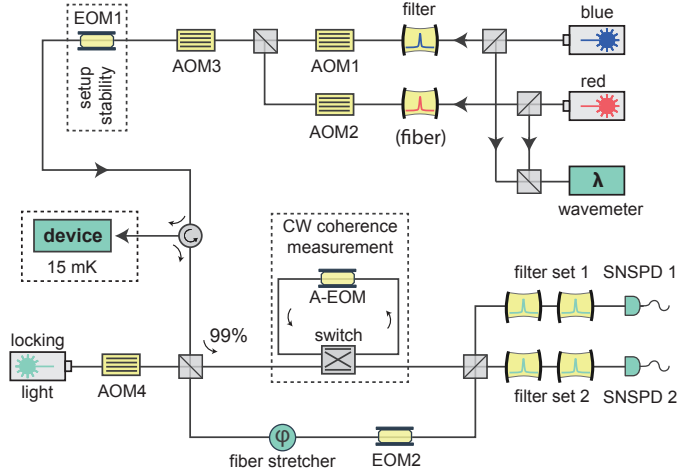 EOM1
filter
blue
AOM3
AOM1
setup
stability
red
AOM2
(fiber)
λ
wavemeter
device
15 mK
CW coherence
measurement
A-EOM
filter set 1
SNSPD 1
locking
99%
switch
light
AOM4
filter set 2
SNSPD 2
φ
fiber stretcher
EOM2